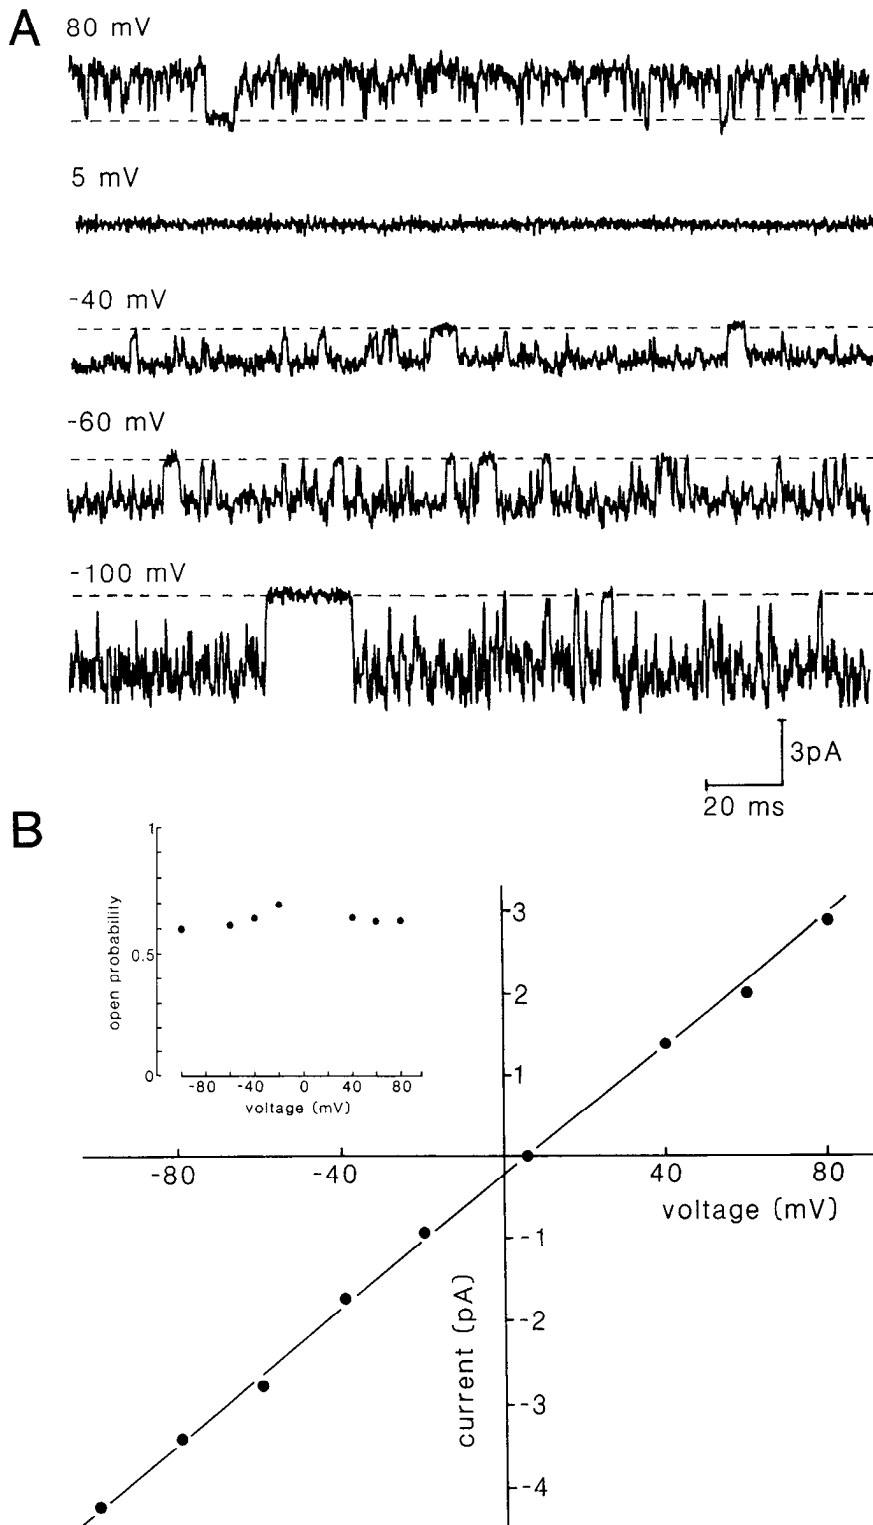 A
80 mV
5 mV
-40 mV
-60 mV
-100 mV
3pA
20 ms
B
1
0.5
0
open probability
-80 -40 0 40 80
voltage (mV)
3
2
1
-80 -40 40 80
voltage (mV)
-1
-2
-3
-4
current (pA)